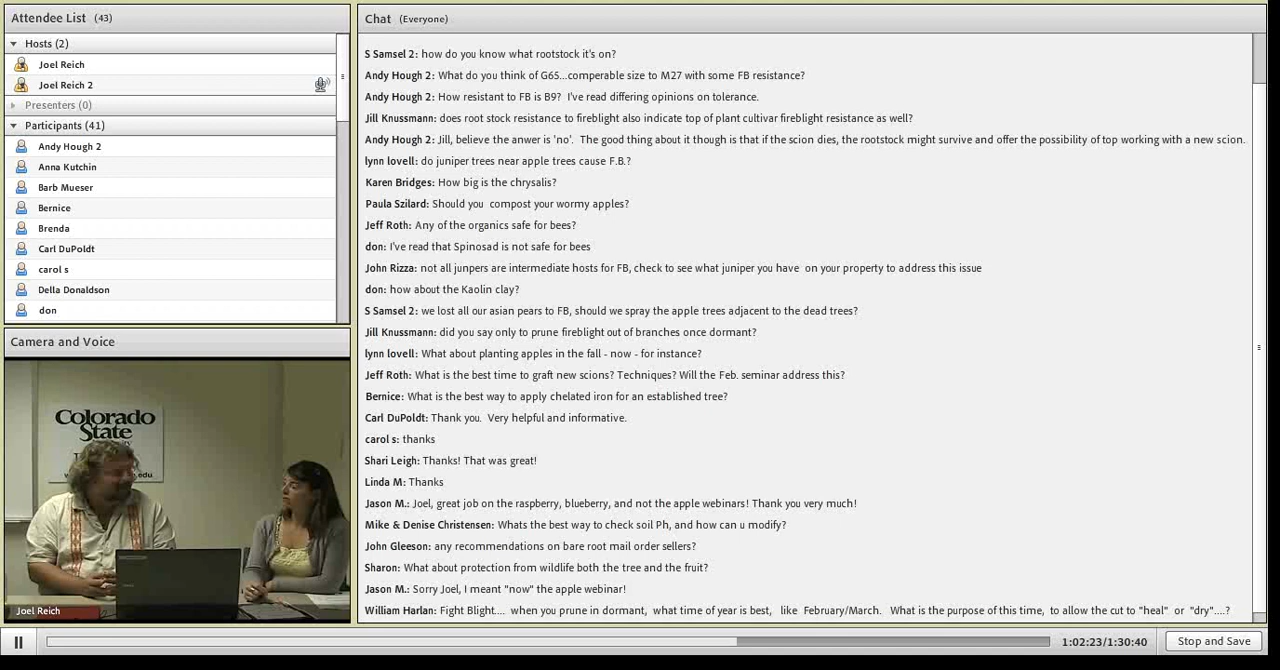 Attendee List (43)
Hosts (2)
Joel Reich
Joel Reich 2
Presenters (0)
Participants (41)
Andy Hough 2
Anna Kutchin
Barb Mueser
Bernice
Brenda
Carl DuPoldt
carol s
Della Donaldson
don
Camera and Voice
Colorado
State
Joel Reich
Chat (Everyone)
S Samsel 2: how do you know what rootstock it's on?
Andy Hough 2: What do you think of G65...comperable size to M27 with some FB resistance?
Andy Hough 2: How resistant to FB is B9? I've read differing opinions on tolerance.
Jill Knussmann: does root stock resistance to fireblight also indicate top of plant cultivar fireblight resistance as well?
Andy Hough 2: Jill, believe the anwer is 'no'. The good thing about it though is that if the scion dies, the rootstock might survive and offer the possibility of top working with a new scion.
lynn lovell: do juniper trees near apple trees cause F.B.?
Karen Bridges: How big is the chrysalis?
Paula Szilard: Should you compost your wormy apples?
Jeff Roth: Any of the organics safe for bees?
don: I've read that Spinosad is not safe for bees
John Rizza: not all junpers are intermediate hosts for FB, check to see what juniper you have on your property to address this issue
don: how about the Kaolin clay?
S Samsel 2: we lost all our asian pears to FB, should we spray the apple trees adjacent to the dead trees?
Jill Knussmann: did you say only to prune fireblight out of branches once dormant?
lynn lovell: What about planting apples in the fall - now - for instance?
Jeff Roth: What is the best time to graft new scions? Techniques? Will the Feb. seminar address this?
Bernice: What is the best way to apply chelated iron for an established tree?
Carl DuPoldt: Thank you. Very helpful and informative.
carol s: thanks
Shari Leigh: Thanks! That was great!
Linda M: Thanks
Jason M.: Joel, great job on the raspberry, blueberry, and not the apple webinars! Thank you very much!
Mike & Denise Christensen: Whats the best way to check soil Ph, and how can u modify?
John Gleeson: any recommendations on bare root mail order sellers?
Sharon: What about protection from wildlife both the tree and the fruit?
Jason M.: Sorry Joel, I meant "now" the apple webinar!
William Harlan: Fight Blight.... when you prune in dormant, what time of year is best, like February/March. What is the purpose of this time, to allow the cut to "heal" or "dry"....?
1:02:23/1:30:40
Stop and Save